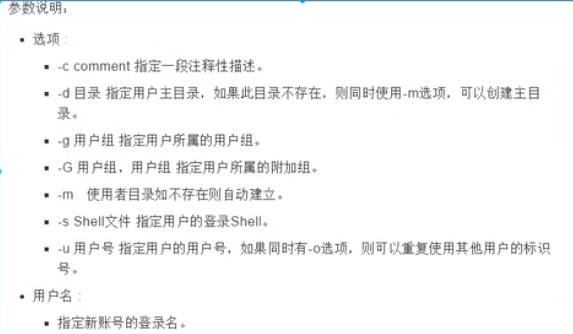 参数说明：
选项 :
-c comment 指定一段注释性描述。
-d 目录 指定用户主目录，如果此目录不存在，则同时使用-m选项，可以创建主目
录。
-g 用户组 指定用户所属的用户组。
-G 用户组，用户组 指定用户所属的附加组。
-m 使用者目录如不存在则自动建立。
-s Shell文件 指定用户的登录Shell。
-u 用户号 指定用户的用户号，如果同时有-o选项，则可以重复使用其他用户的标识
号。
用户名 :
指定新账号的登录名。